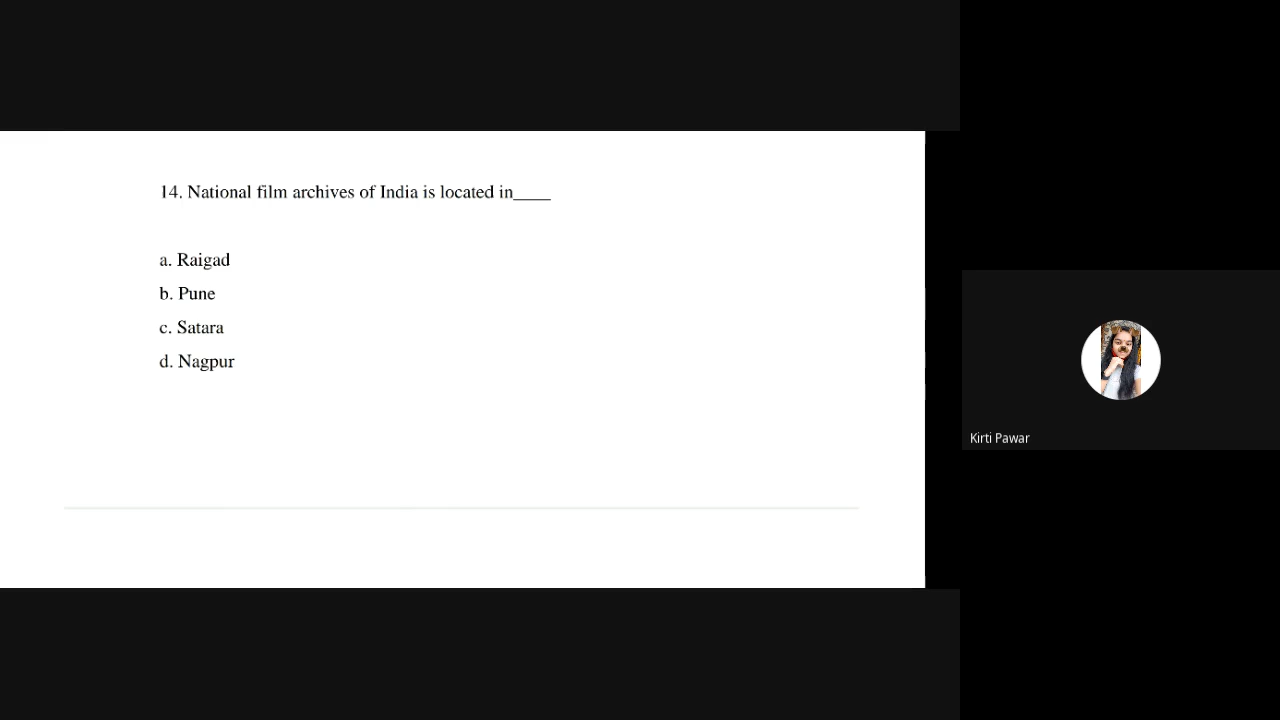 14. National film archives of India is located in____
a. Raigad
b. Pune
c. Satara
d. Nagpur
Kirti Pawar